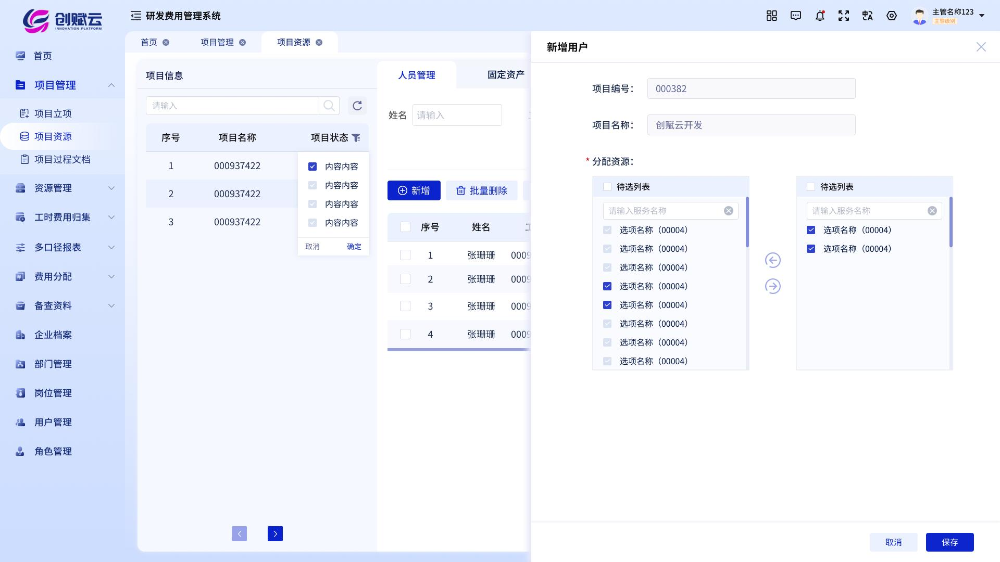 创赋云
INNOVATION PLATFORM
研发费用管理系统
主管名称123
主管级别
首页
项目管理
项目立项
项目资源
项目过程文档
资源管理
工时费用归集
多口径报表
费用分配
备查资料
企业档案
部门管理
岗位管理
用户管理
角色管理
首页 项目管理 项目资源
项目信息
请输入
序号 项目名称 项目状态
1 000937422
2 000937422
3 000937422
内容内容
内容内容
内容内容
内容内容
取消 确定
人员管理 固定资产
姓名 请输入
新增 批量删除
序号 姓名
1 张珊珊 0009
2 张珊珊 0009
3 张珊珊 0009
4 张珊珊 0009
新增用户
项目编号： 000382
项目名称： 创赋云开发
* 分配资源：
待选列表
请输入服务名称
选项名称（00004）
选项名称（00004）
选项名称（00004）
选项名称（00004）
选项名称（00004）
选项名称（00004）
选项名称（00004）
选项名称（00004）
待选列表
请输入服务名称
选项名称（00004）
选项名称（00004）
取消 保存